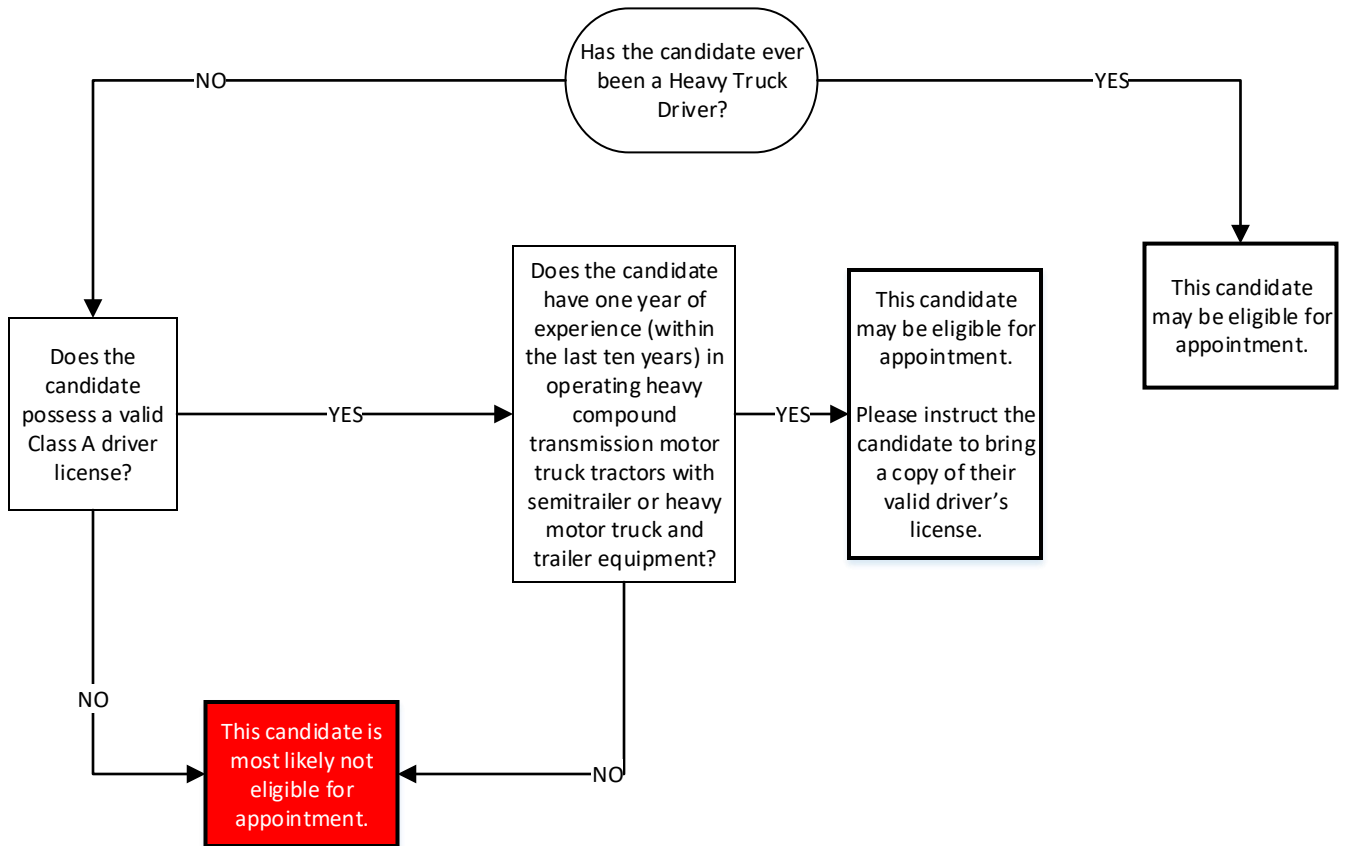 Has the candidate ever
been a Heavy Truck
Driver?
NO
YES
This candidate
may be eligible for
appointment.
Does the candidate
have one year of
experience (within
the last ten years) in
operating heavy
compound
transmission motor
truck tractors with
semitrailer or heavy
motor truck and
trailer equipment?
This candidate
may be eligible for
appointment.
Please instruct the
candidate to bring
a copy of their
valid driver’s
license.
Does the
candidate
possess a valid
Class A driver
license?
YES
YES
NO
NO
This candidate is
most likely not
eligible for
appointment.